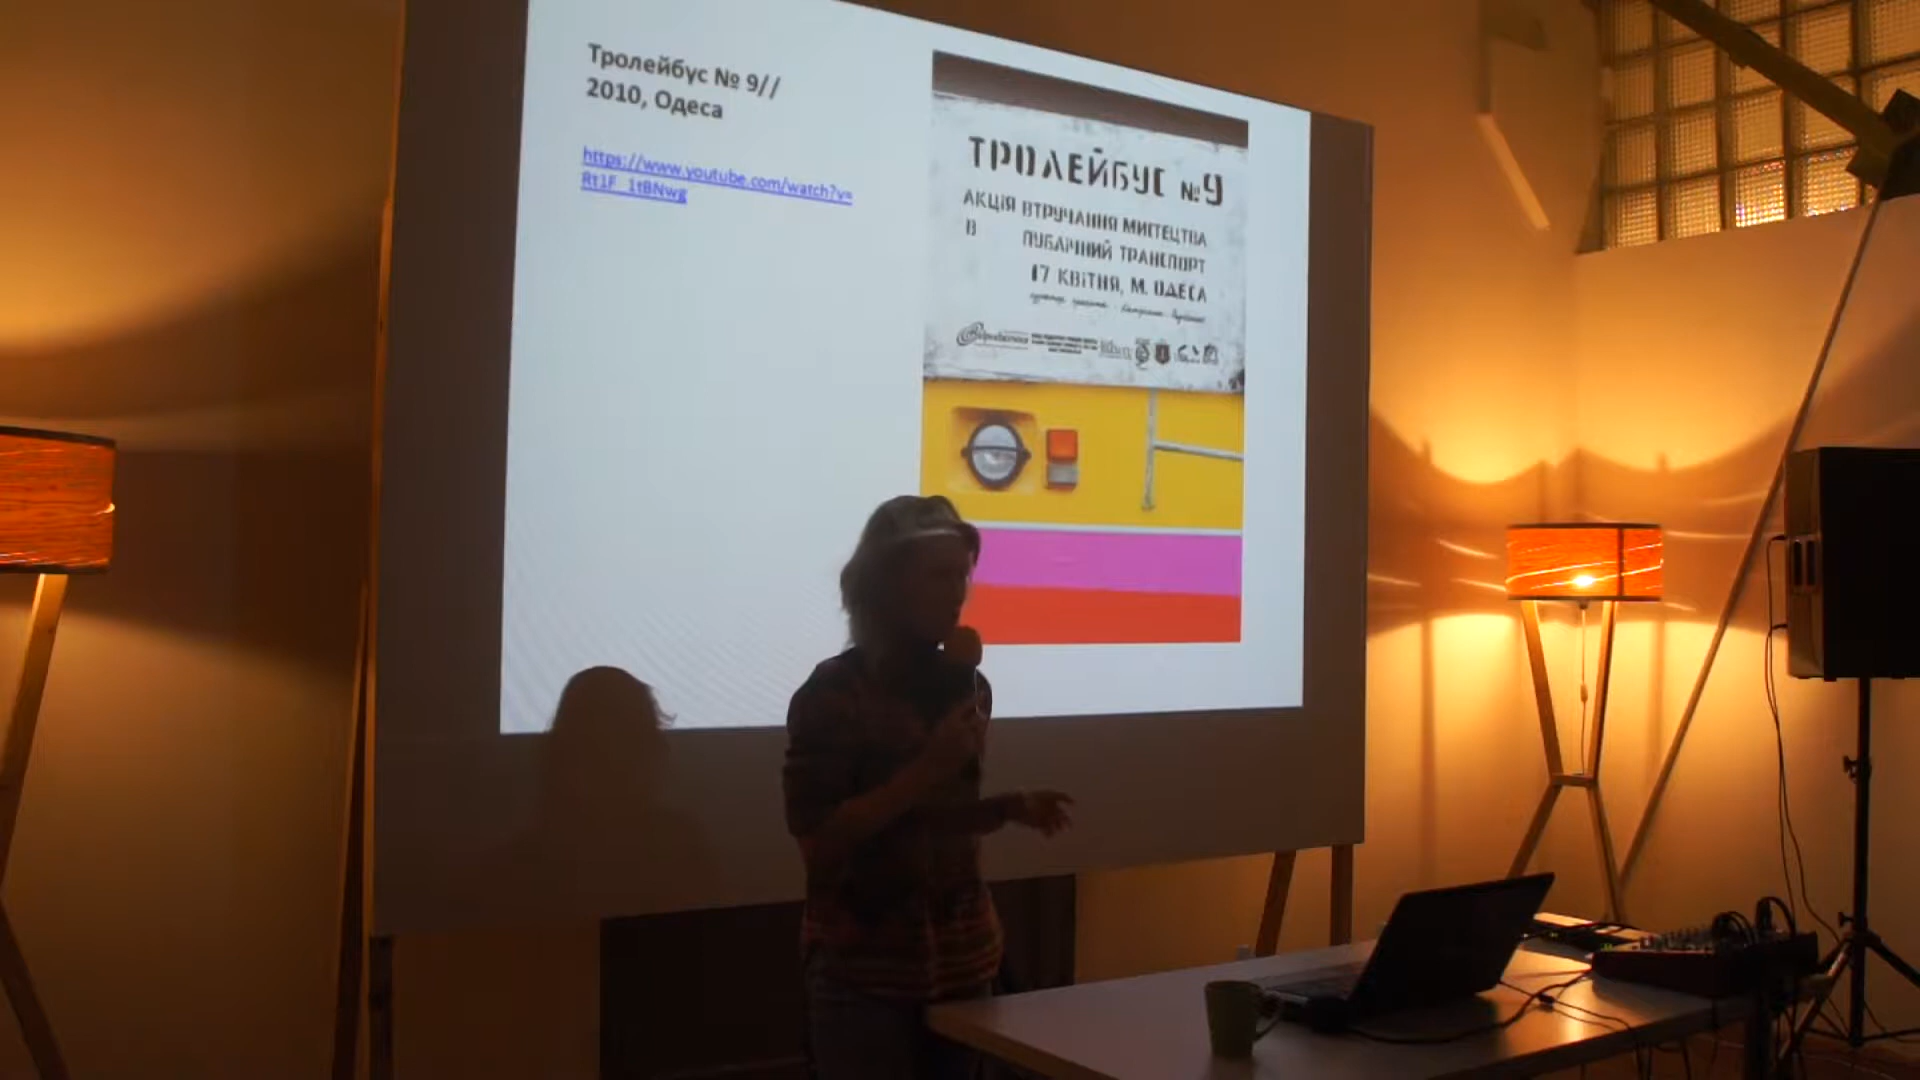 Тролейбус № 9//
2010, Одеса
https://www.youtube.com/watch?v=
Rt1F_1tBNwg
ТРОЛЕЙБУС №9
АКЦІЯ ВТРУЧАННЯ МИСТЕЦТВА
В ПУБЛІЧНИЙ ТРАНСПОРТ
17 КВІТНЯ, М. ОДЕСА